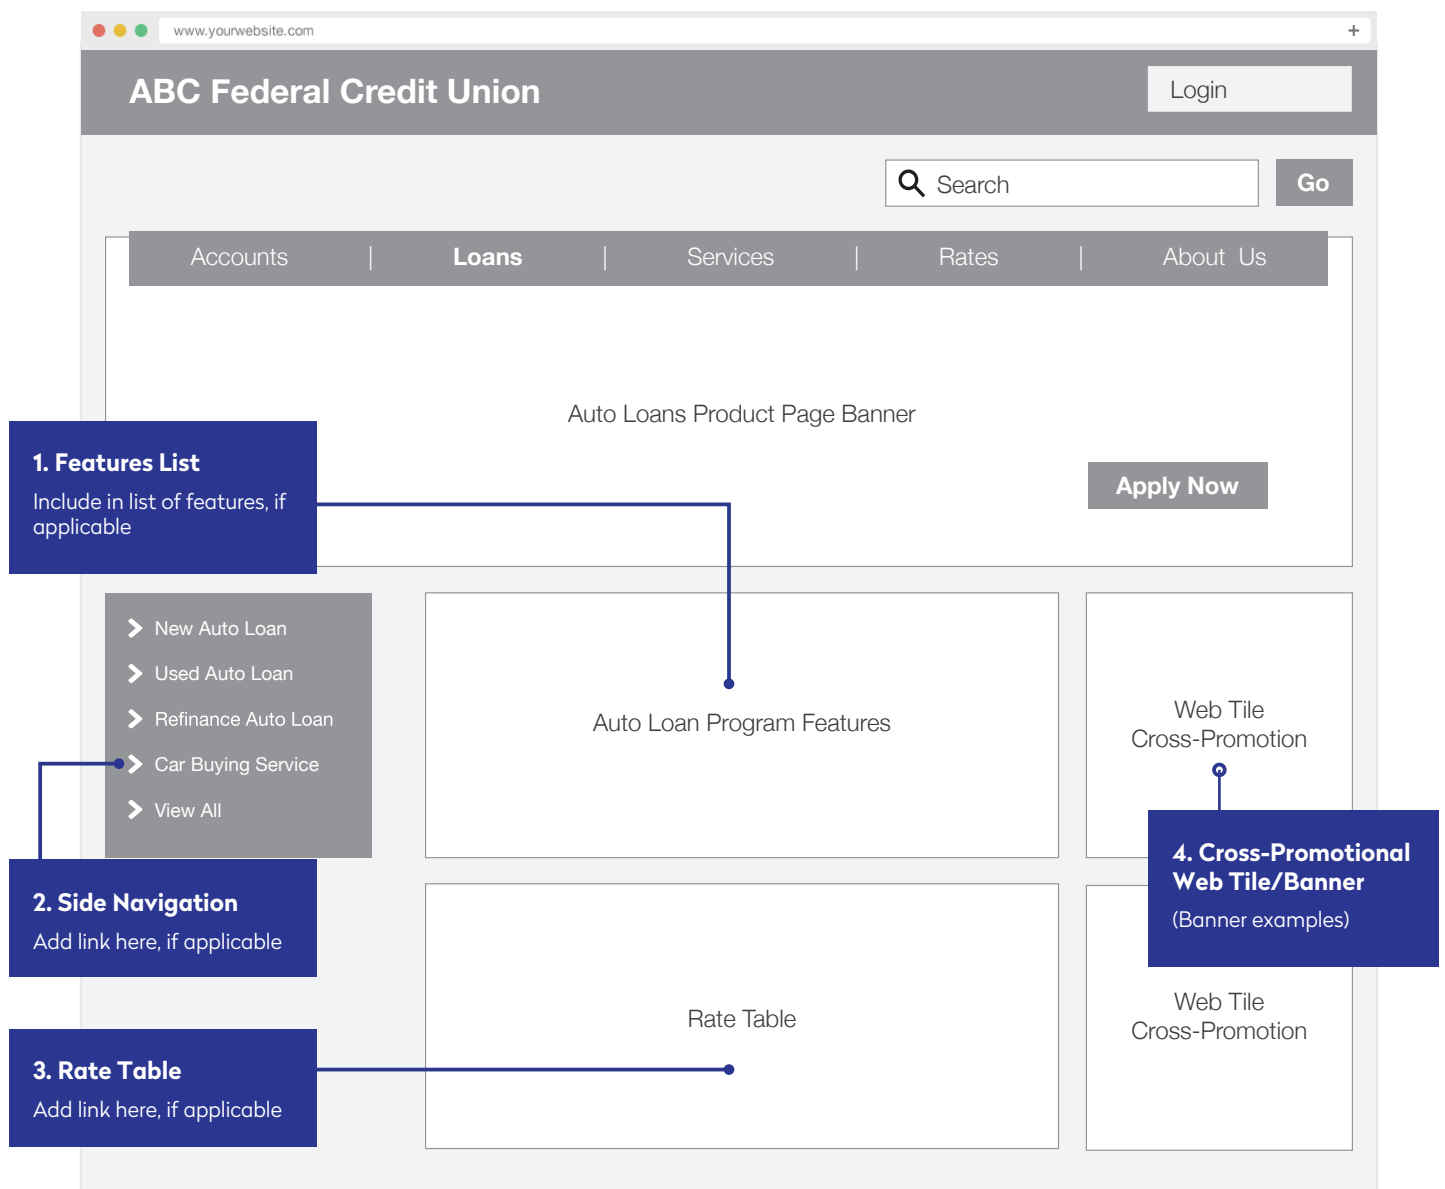 www.yourwebsite.com
+
ABC Federal Credit Union
Login
Search
Go
Accounts | Loans | Services | Rates | About Us
Auto Loans Product Page Banner
Apply Now
1. Features List
Include in list of features, if
applicable
New Auto Loan
Used Auto Loan
Refinance Auto Loan
Car Buying Service
View All
Auto Loan Program Features
Web Tile
Cross-Promotion
2. Side Navigation
Add link here, if applicable
4. Cross-Promotional
Web Tile/Banner
(Banner examples)
Rate Table
Web Tile
Cross-Promotion
3. Rate Table
Add link here, if applicable